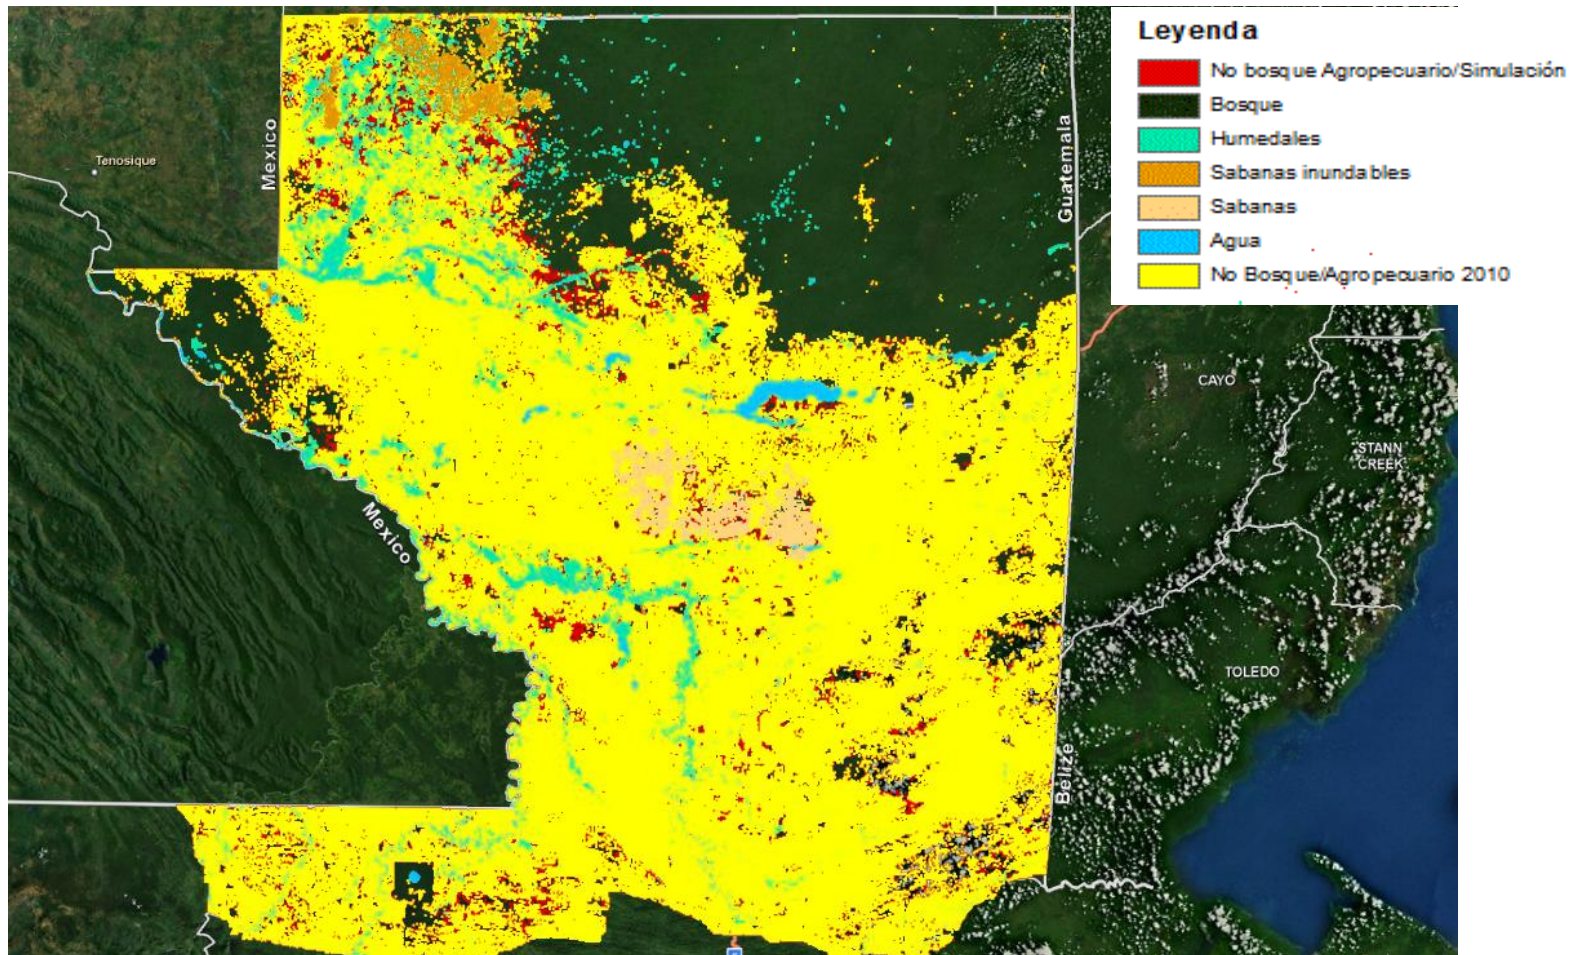 Leyenda
No bosque Agropecuario/Simulación
Bosque
Humedales
Sabanas inundables
Sabanas
Agua
No Bosque/Agropecuario 2010
Tenosique
Mexico
Guatemala
CAYO
STANN
CREEK
Mexico
TOLEDO
Belize